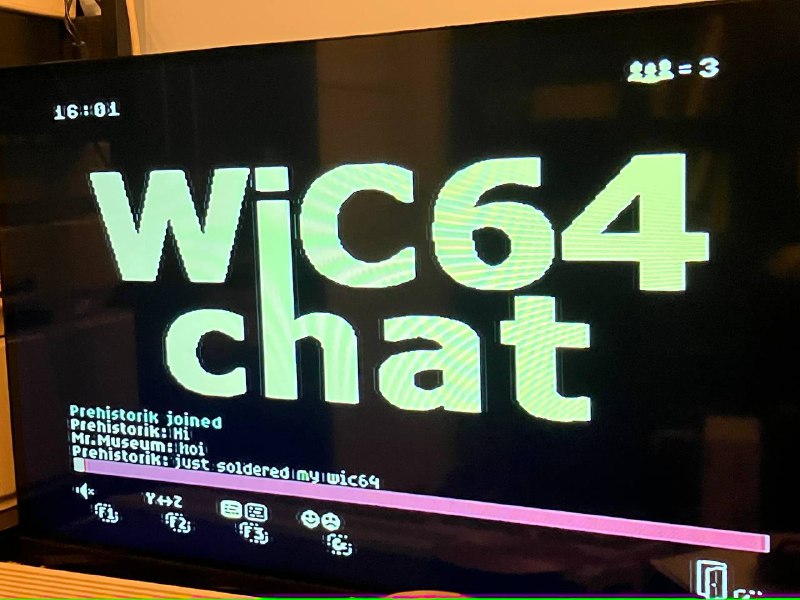 16:01
= 3
WiC64
chat
Prehistorik joined
Prehistorik: Hi
Mr.Museum: hoi
Prehistorik: just soldered my wic64
Y↔Z
F1
F2
F3
C=